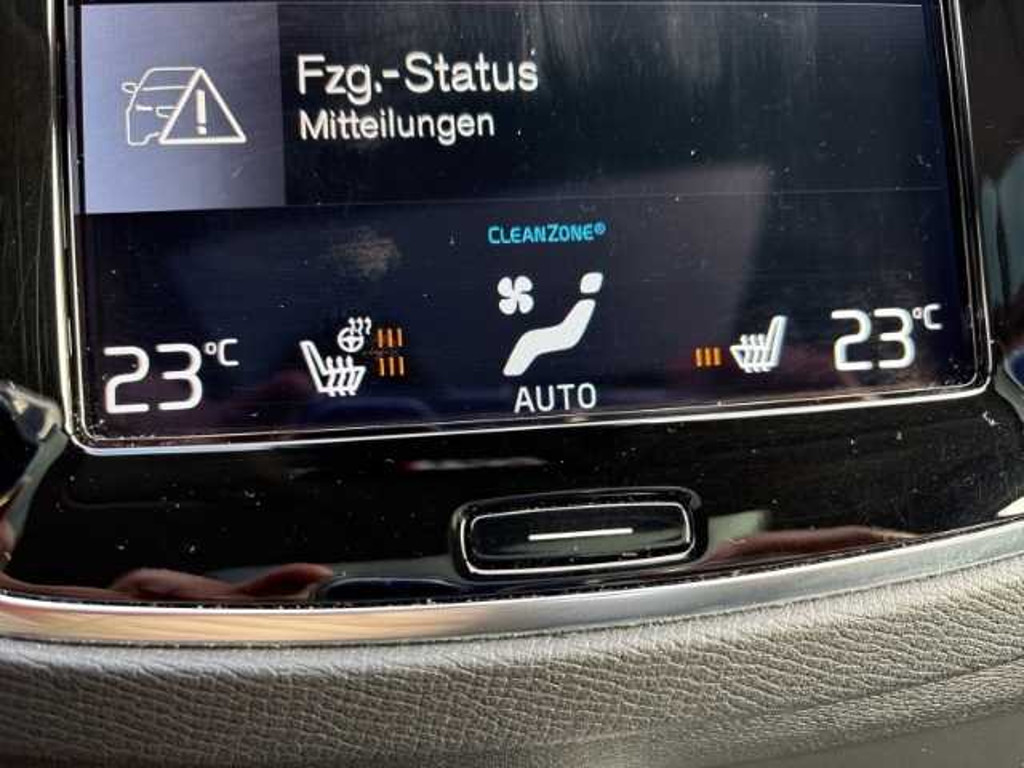 Fzg.-Status
Mitteilungen
CLEANZONE®
23°C
23°C
AUTO